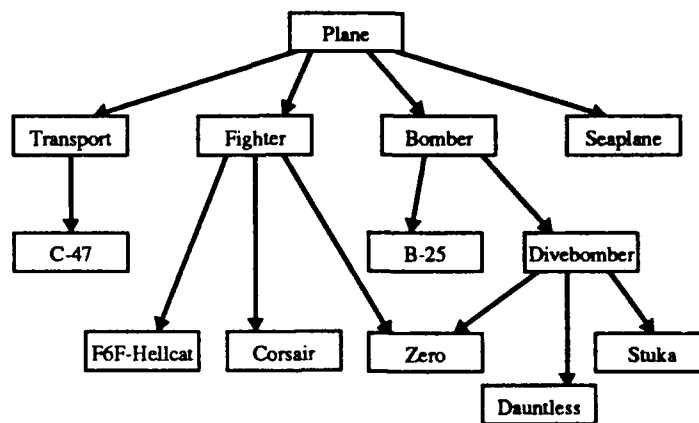 Plane
Transport
Fighter
Bomber
Seaplane
C-47
B-25
Divebomber
F6F-Hellcat
Corsair
Zero
Stuka
Dauntless